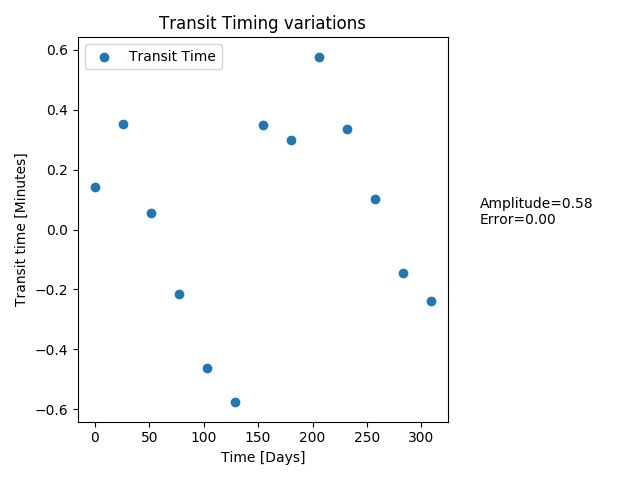 Transit Timing variations
Transit Time
Transit time [Minutes]
0.6
0.4
0.2
0.0
−0.2
−0.4
−0.6
0
50
100
150
200
250
300
Time [Days]
Amplitude=0.58
Error=0.00